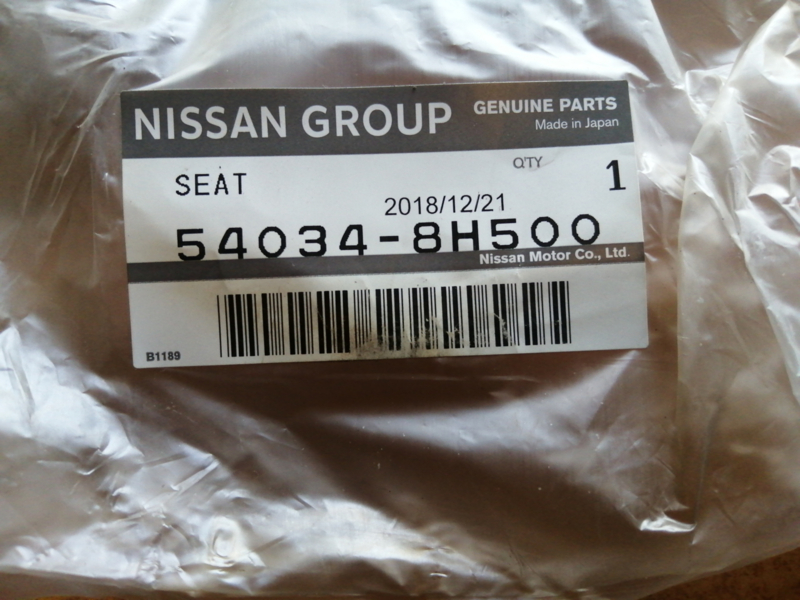 NISSAN GROUP
GENUINE PARTS
Made in Japan
Q'TY
SEAT
1
2018/12/21
54034-8H500
Nissan Motor Co., Ltd.
B1189